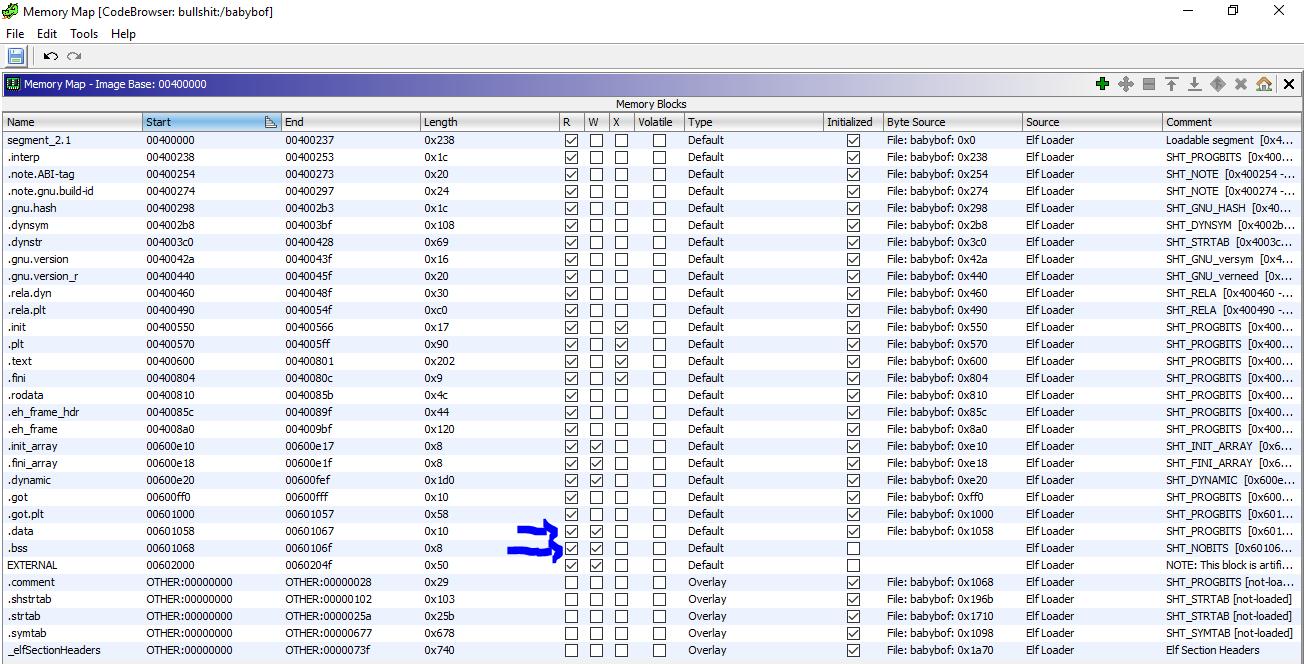 Memory Map [CodeBrowser: bullshit:/babybof]
File Edit Tools Help
Memory Map - Image Base: 00400000
Memory Blocks
Name Start End Length R W X Volatile Type Initialized Byte Source Source Comment
segment_2.1 00400000 00400237 0x238 Default File: babybof: 0x0 Elf Loader Loadable segment [0x4...
.interp 00400238 00400253 0x1c Default File: babybof: 0x238 Elf Loader SHT_PROGBITS [0x400...
.note.ABI-tag 00400254 00400273 0x20 Default File: babybof: 0x254 Elf Loader SHT_NOTE [0x400254 -...
.note.gnu.build-id 00400274 00400297 0x24 Default File: babybof: 0x274 Elf Loader SHT_NOTE [0x400274 -...
.gnu.hash 00400298 004002b3 0x1c Default File: babybof: 0x298 Elf Loader SHT_GNU_HASH [0x40...
.dynsym 004002b8 004003bf 0x108 Default File: babybof: 0x2b8 Elf Loader SHT_DYNSYM [0x4002b...
.dynstr 004003c0 00400428 0x69 Default File: babybof: 0x3c0 Elf Loader SHT_STRTAB [0x4003c...
.gnu.version 0040042a 0040043f 0x16 Default File: babybof: 0x42a Elf Loader SHT_GNU_versym [0x4...
.gnu.version_r 00400440 0040045f 0x20 Default File: babybof: 0x440 Elf Loader SHT_GNU_verneed [0x...
.rela.dyn 00400460 0040048f 0x30 Default File: babybof: 0x460 Elf Loader SHT_RELA [0x400460 -...
.rela.plt 00400490 0040054f 0xc0 Default File: babybof: 0x490 Elf Loader SHT_RELA [0x400490 -...
.init 00400550 00400566 0x17 Default File: babybof: 0x550 Elf Loader SHT_PROGBITS [0x400...
.plt 00400570 004005ff 0x90 Default File: babybof: 0x570 Elf Loader SHT_PROGBITS [0x400...
.text 00400600 00400801 0x202 Default File: babybof: 0x600 Elf Loader SHT_PROGBITS [0x400...
.fini 00400804 0040080c 0x9 Default File: babybof: 0x804 Elf Loader SHT_PROGBITS [0x400...
.rodata 00400810 0040085b 0x4c Default File: babybof: 0x810 Elf Loader SHT_PROGBITS [0x400...
.eh_frame_hdr 0040085c 0040089f 0x44 Default File: babybof: 0x85c Elf Loader SHT_PROGBITS [0x400...
.eh_frame 004008a0 004009bf 0x120 Default File: babybof: 0x8a0 Elf Loader SHT_PROGBITS [0x400...
.init_array 00600e10 00600e17 0x8 Default File: babybof: 0xe10 Elf Loader SHT_INIT_ARRAY [0x6...
.fini_array 00600e18 00600e1f 0x8 Default File: babybof: 0xe18 Elf Loader SHT_FINI_ARRAY [0x6...
.dynamic 00600e20 00600fef 0x1d0 Default File: babybof: 0xe20 Elf Loader SHT_DYNAMIC [0x600e...
.got 00600ff0 00600fff 0x10 Default File: babybof: 0xff0 Elf Loader SHT_PROGBITS [0x600...
.got.plt 00601000 00601057 0x58 Default File: babybof: 0x1000 Elf Loader SHT_PROGBITS [0x601...
.data 00601058 00601067 0x10 Default File: babybof: 0x1058 Elf Loader SHT_PROGBITS [0x601...
.bss 00601068 0060106f 0x8 Default Elf Loader SHT_NOBITS [0x60106...
EXTERNAL 00602000 0060204f 0x50 Default Elf Loader NOTE: This block is artifi...
.comment OTHER:00000000 OTHER:00000028 0x29 Overlay File: babybof: 0x1068 Elf Loader SHT_PROGBITS [not-loa...
.shstrtab OTHER:00000000 OTHER:00000102 0x103 Overlay File: babybof: 0x196b Elf Loader SHT_STRTAB [not-loaded]
.strtab OTHER:00000000 OTHER:0000025a 0x25b Overlay File: babybof: 0x1710 Elf Loader SHT_STRTAB [not-loaded]
.symtab OTHER:00000000 OTHER:00000677 0x678 Overlay File: babybof: 0x1098 Elf Loader SHT_SYMTAB [not-loaded]
_elfSectionHeaders OTHER:00000000 OTHER:0000073f 0x740 Overlay File: babybof: 0x1a70 Elf Loader Elf Section Headers